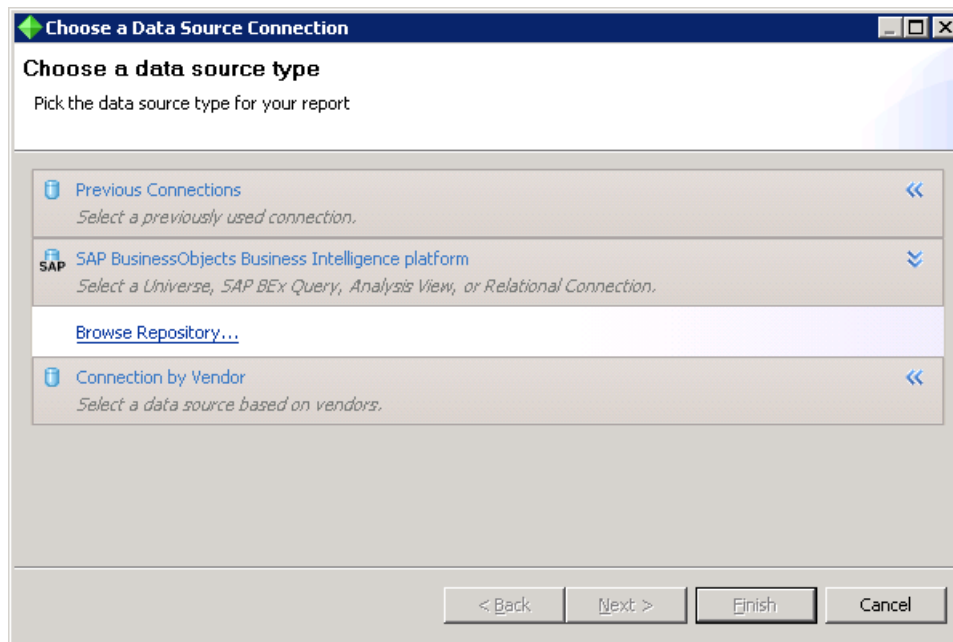 Choose a Data Source Connection
Choose a data source type
Pick the data source type for your report
Previous Connections
Select a previously used connection.
SAP
SAP BusinessObjects Business Intelligence platform
Select a Universe, SAP BEx Query, Analysis View, or Relational Connection.
Browse Repository...
Connection by Vendor
Select a data source based on vendors.
< Back
Next >
Finish
Cancel